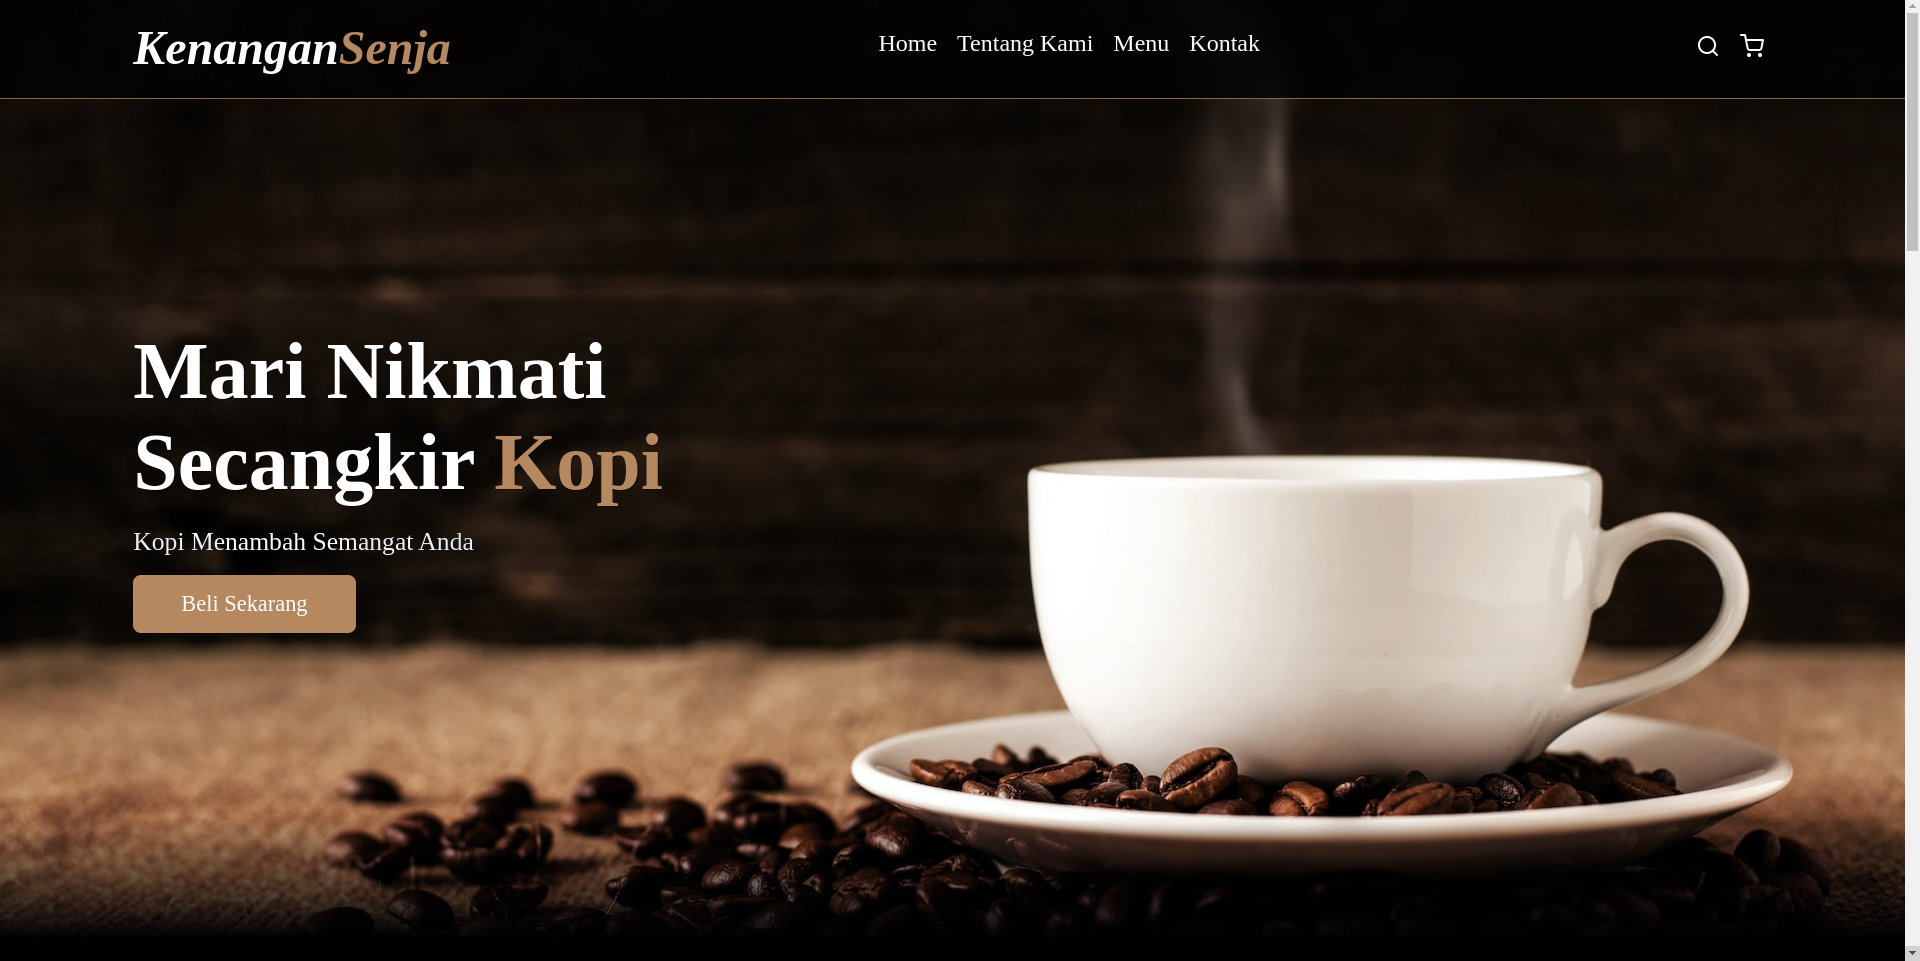 KenanganSenja
Home Tentang Kami Menu Kontak
Mari Nikmati
Secangkir Kopi
Kopi Menambah Semangat Anda
Beli Sekarang